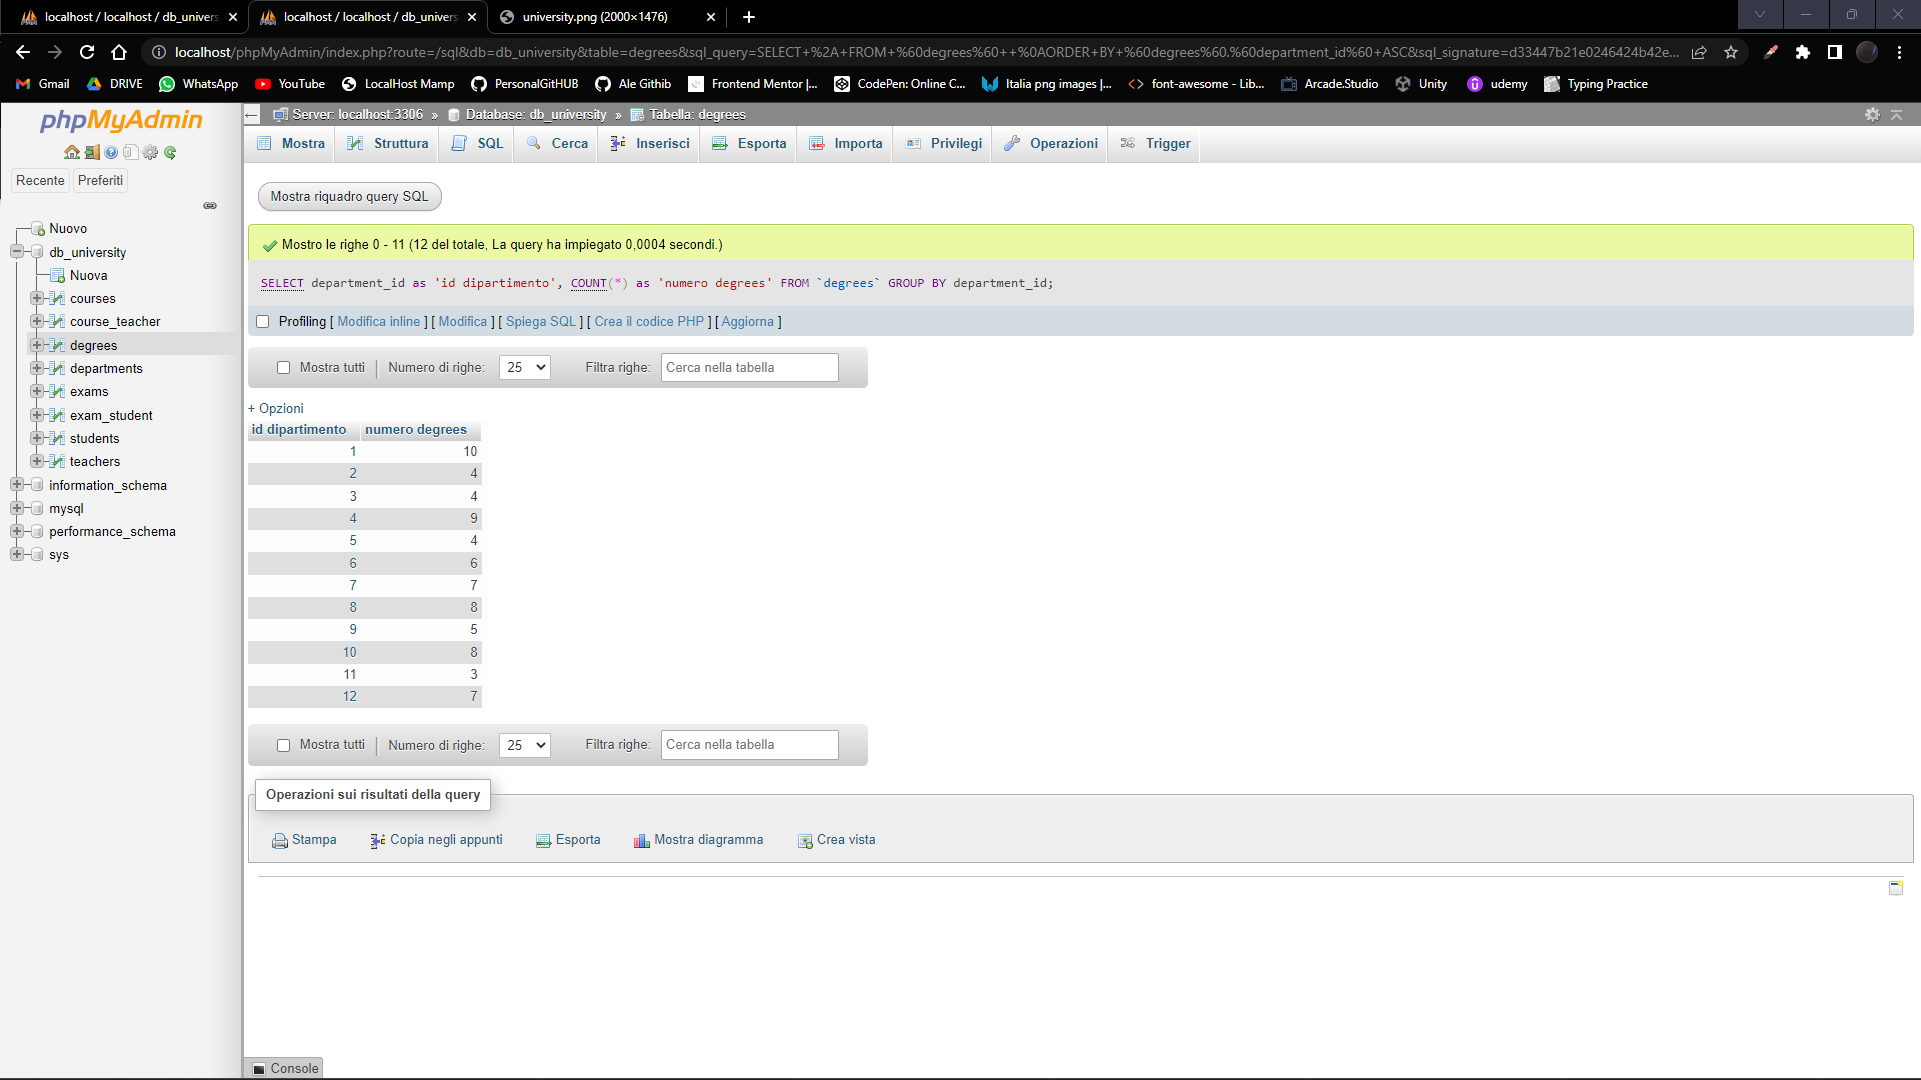 localhost / localhost / db_univers
localhost / localhost / db_univers
university.png (2000×1476)
localhost/phpMyAdmin/index.php?route=/sql&db=db_university&table=degrees&sql_query=SELECT+%2A+FROM+%60degrees%60++%0AORDER+BY+%60degrees%60.%60department_id%60+ASC&sql_signature=d33447b21e0246424b42e...
Gmail DRIVE WhatsApp YouTube LocalHost Mamp PersonalGitHUB Ale Githib Frontend Mentor |... CodePen: Online C... Italia png images |... font-awesome - Lib... Arcade.Studio Unity udemy Typing Practice
phpMyAdmin
Recente Preferiti
Nuovo
db_university
Nuova
courses
course_teacher
degrees
departments
exams
exam_student
students
teachers
information_schema
mysql
performance_schema
sys
Server: localhost:3306 » Database: db_university » Tabella: degrees
Mostra Struttura SQL Cerca Inserisci Esporta Importa Privilegi Operazioni Trigger
Mostra riquadro query SQL
Mostro le righe 0 - 11 (12 del totale, La query ha impiegato 0,0004 secondi.)
SELECT department_id as 'id dipartimento', COUNT(*) as 'numero degrees' FROM `degrees` GROUP BY department_id;
Profiling [ Modifica inline ] [ Modifica ] [ Spiega SQL ] [ Crea il codice PHP ] [ Aggiorna ]
Mostra tutti | Numero di righe: 25 Filtra righe: Cerca nella tabella
+ Opzioni
id dipartimento numero degrees
1 10
2 4
3 4
4 9
5 4
6 6
7 7
8 8
9 5
10 8
11 3
12 7
Mostra tutti | Numero di righe: 25 Filtra righe: Cerca nella tabella
Operazioni sui risultati della query
Stampa Copia negli appunti Esporta Mostra diagramma Crea vista
Console